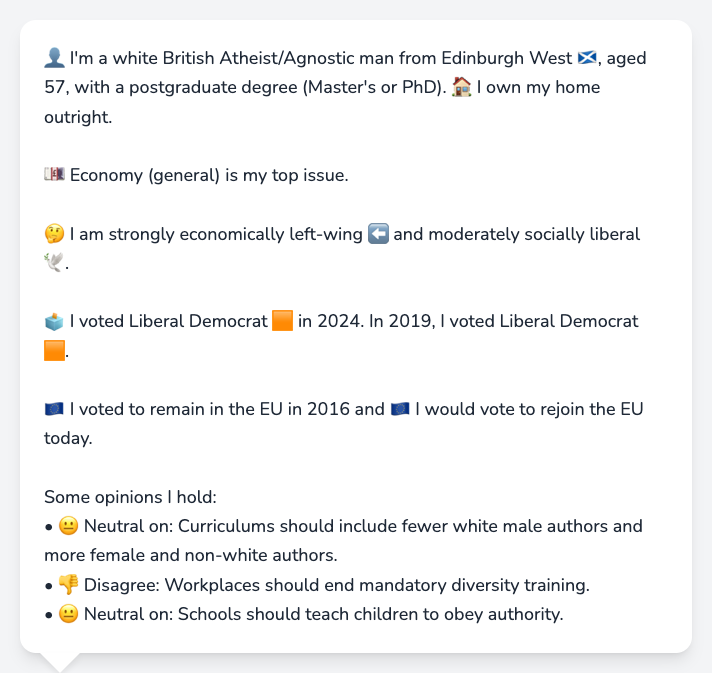 👤 I'm a white British Atheist/Agnostic man from Edinburgh West 🏴󠁧󠁢󠁳󠁣󠁴󠁿, aged
57, with a postgraduate degree (Master's or PhD). 🏠 I own my home
outright.
💷 Economy (general) is my top issue.
🤔 I am strongly economically left-wing ⬅️ and moderately socially liberal
🕊️.
🗳️ I voted Liberal Democrat 🟧 in 2024. In 2019, I voted Liberal Democrat
🟧.
🇪🇺 I voted to remain in the EU in 2016 and 🇪🇺 I would vote to rejoin the EU
today.
Some opinions I hold:
• 😐 Neutral on: Curriculums should include fewer white male authors and
more female and non-white authors.
• 👎 Disagree: Workplaces should end mandatory diversity training.
• 😐 Neutral on: Schools should teach children to obey authority.